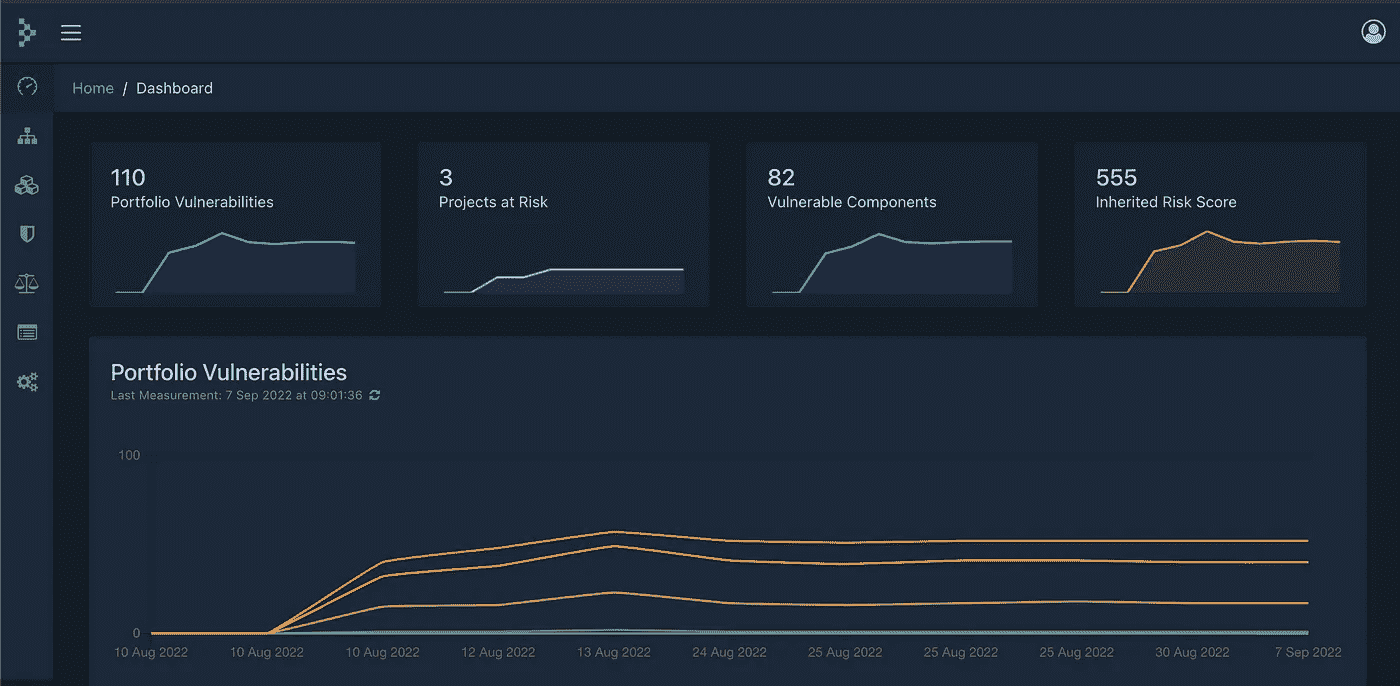 Home / Dashboard
110
Portfolio Vulnerabilities
3
Projects at Risk
82
Vulnerable Components
555
Inherited Risk Score
Portfolio Vulnerabilities
Last Measurement: 7 Sep 2022 at 09:01:36
100
0
10 Aug 2022 10 Aug 2022 10 Aug 2022 12 Aug 2022 13 Aug 2022 24 Aug 2022 25 Aug 2022 25 Aug 2022 25 Aug 2022 30 Aug 2022 7 Sep 2022